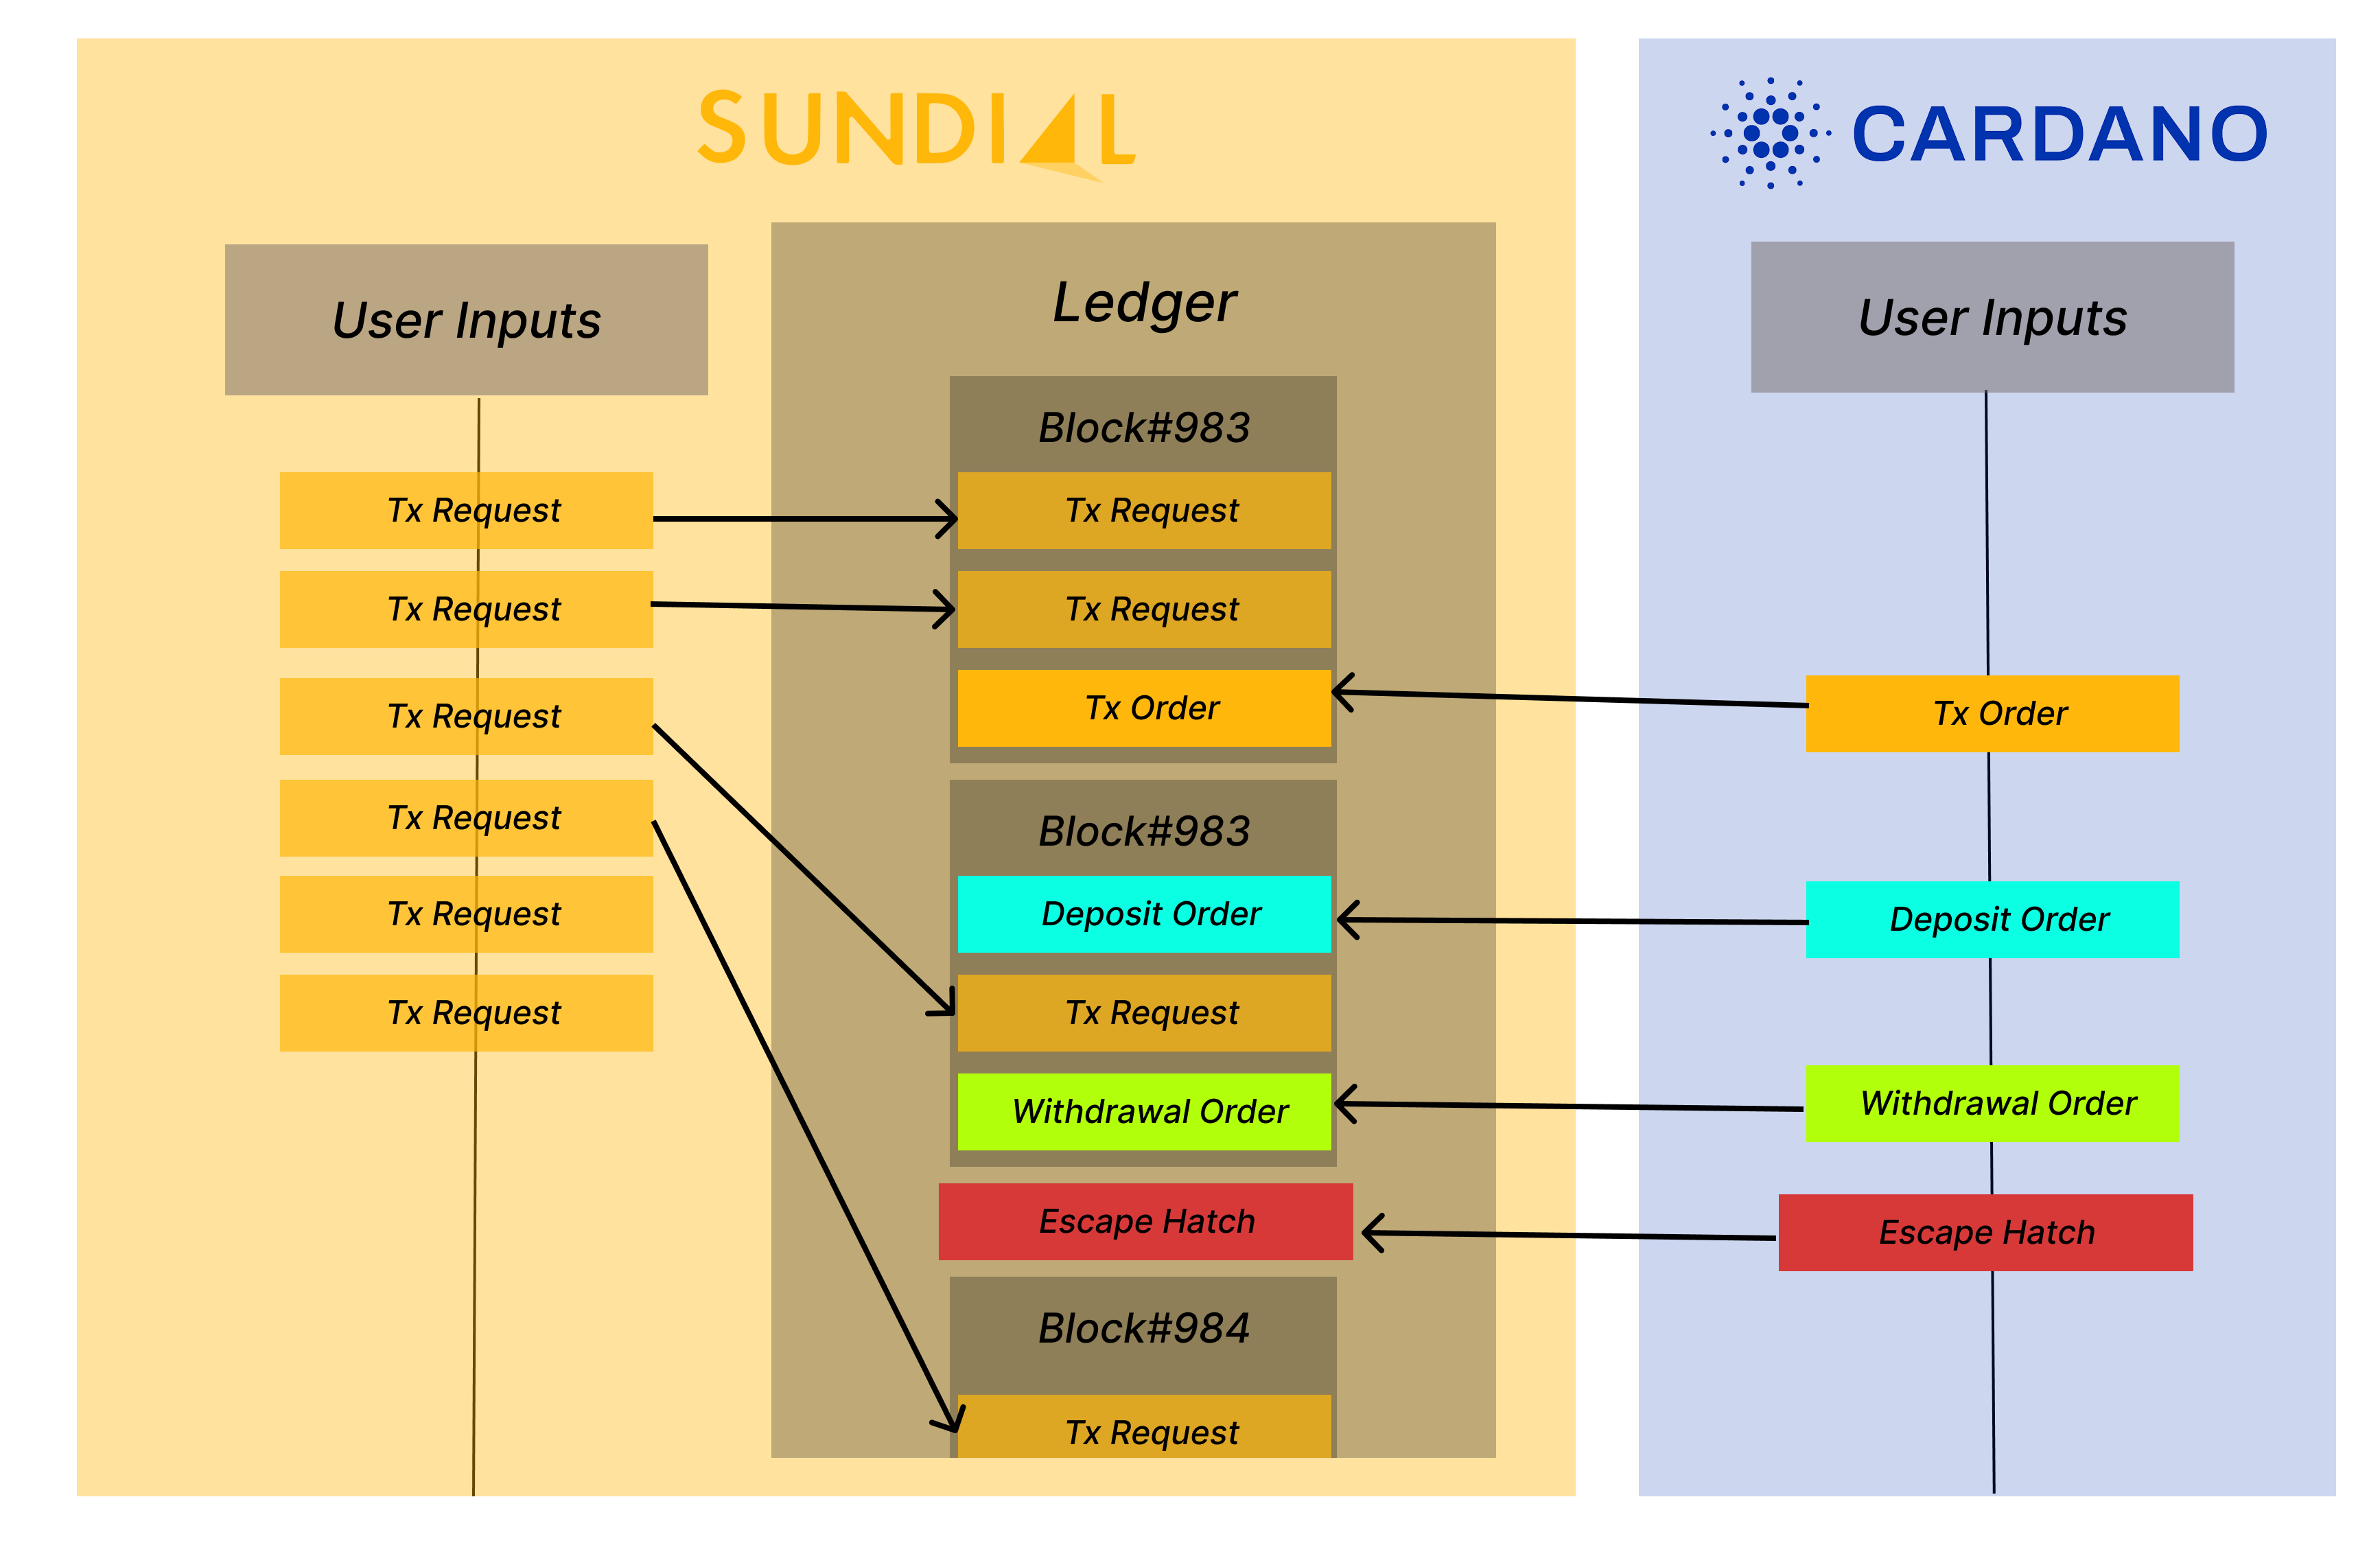 SUNDIAL
CARDANO
User Inputs
Tx Request
Tx Request
Tx Request
Tx Request
Tx Request
Tx Request
Ledger
Block#983
Tx Request
Tx Request
Tx Order
Block#983
Deposit Order
Tx Request
Withdrawal Order
Escape Hatch
Block#984
Tx Request
User Inputs
Tx Order
Deposit Order
Withdrawal Order
Escape Hatch